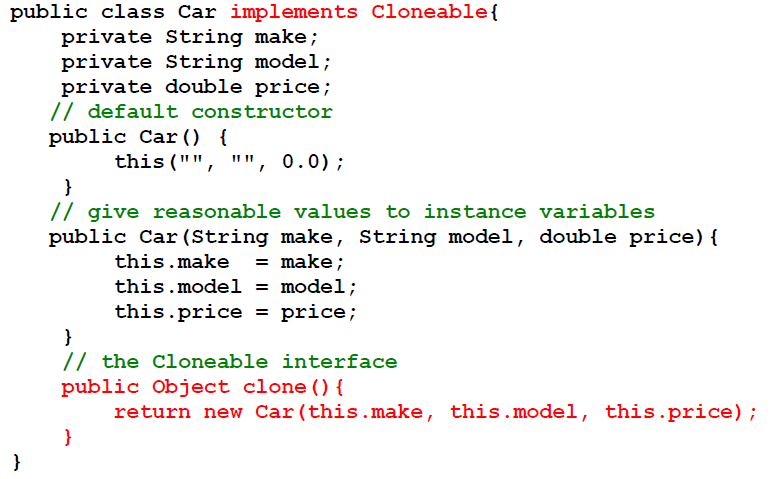 public class Car implements Cloneable{
    private String make;
    private String model;
    private double price;
   // default constructor
   public Car() {
        this("", "", 0.0);
    }
   // give reasonable values to instance variables
   public Car(String make, String model, double price){
        this.make  = make;
        this.model = model;
        this.price = price;
    }
    // the Cloneable interface
    public Object clone(){
        return new Car(this.make, this.model, this.price);
    }
}